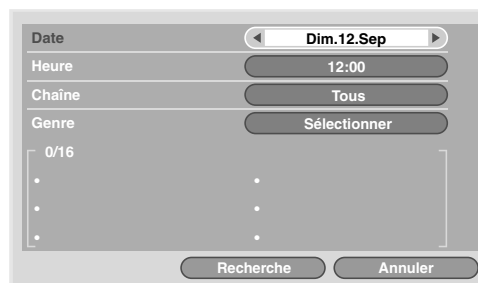 Date Dim.12.Sep
Heure 12:00
Chaîne Tous
Genre Sélectionner
0/16
Recherche Annuler